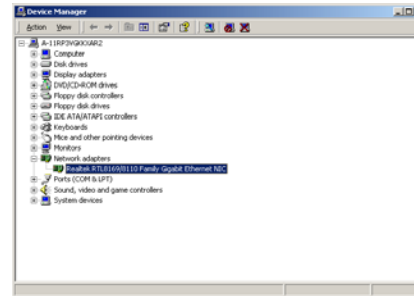 Device Manager
Action View
A-11RP3VGKXXAR2
Computer
Disk drives
Display adapters
DVD/CD-ROM drives
Floppy disk controllers
Floppy disk drives
IDE ATA/ATAPI controllers
Keyboards
Mice and other pointing devices
Monitors
Network adapters
Realtek RTL8169/8110 Family Gigabit Ethernet NIC
Ports (COM & LPT)
Sound, video and game controllers
System devices